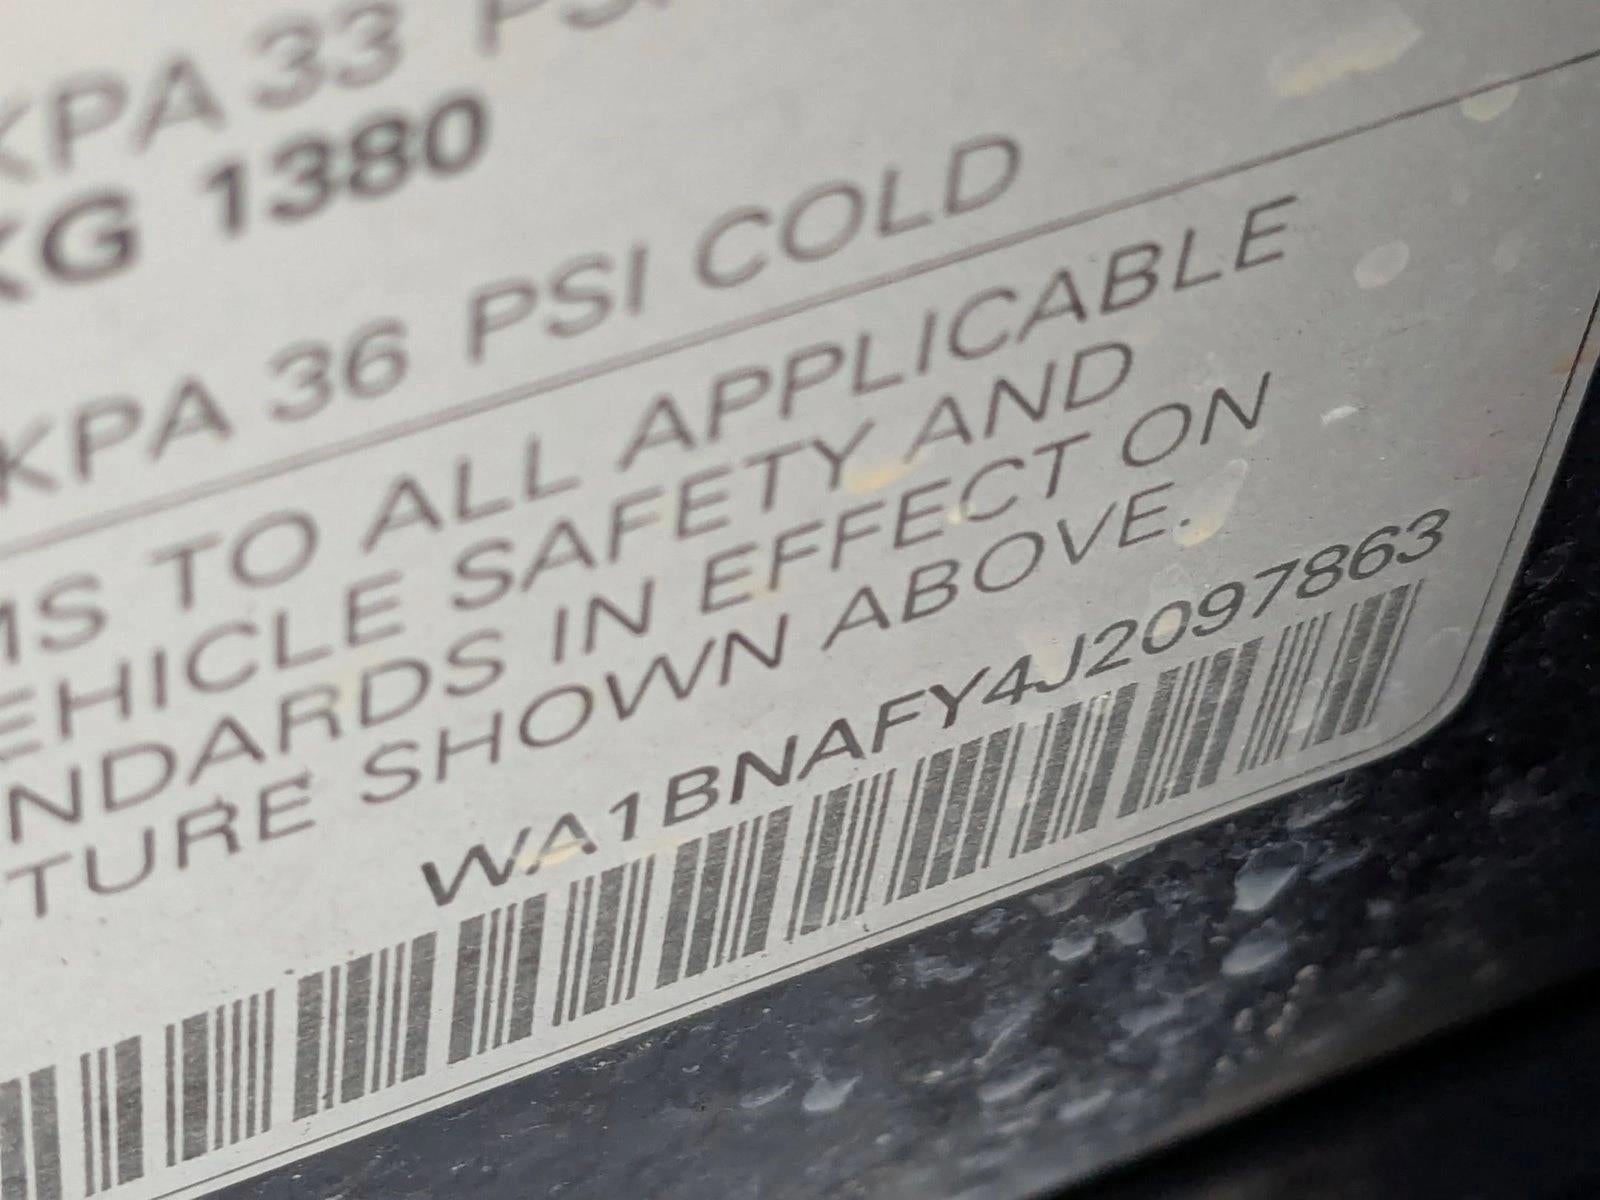 KPA 33 PSI
KG 1380
KPA 36 PSI COLD
MS TO ALL APPLICABLE
EHICLE SAFETY AND
NDARDS IN EFFECT ON
TURE SHOWN ABOVE.
WA1BNAFY4J2097863